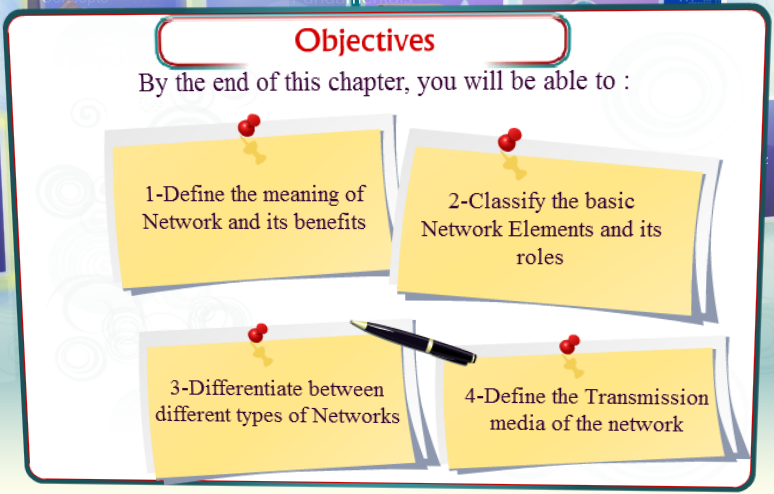 Objectives
By the end of this chapter, you will be able to :
1-Define the meaning of
Network and its benefits
2-Classify the basic
Network Elements and its
roles
3-Differentiate between
different types of Networks
4-Define the Transmission
media of the network